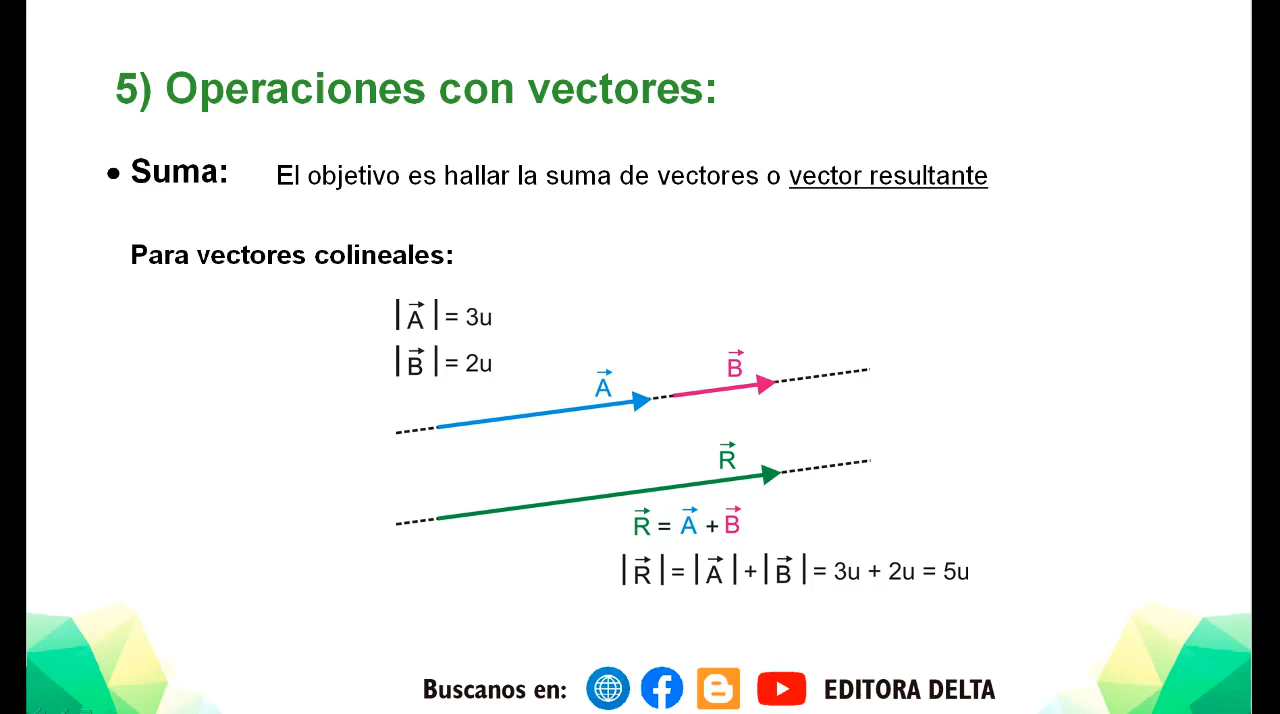 5) Operaciones con vectores:
• Suma: El objetivo es hallar la suma de vectores o vector resultante
Para vectores colineales:
|A⃗| = 3u
|B⃗| = 2u
A⃗
B⃗
R⃗
R⃗ = A⃗ + B⃗
|R⃗| = |A⃗| + |B⃗| = 3u + 2u = 5u
Buscanos en: EDITORA DELTA